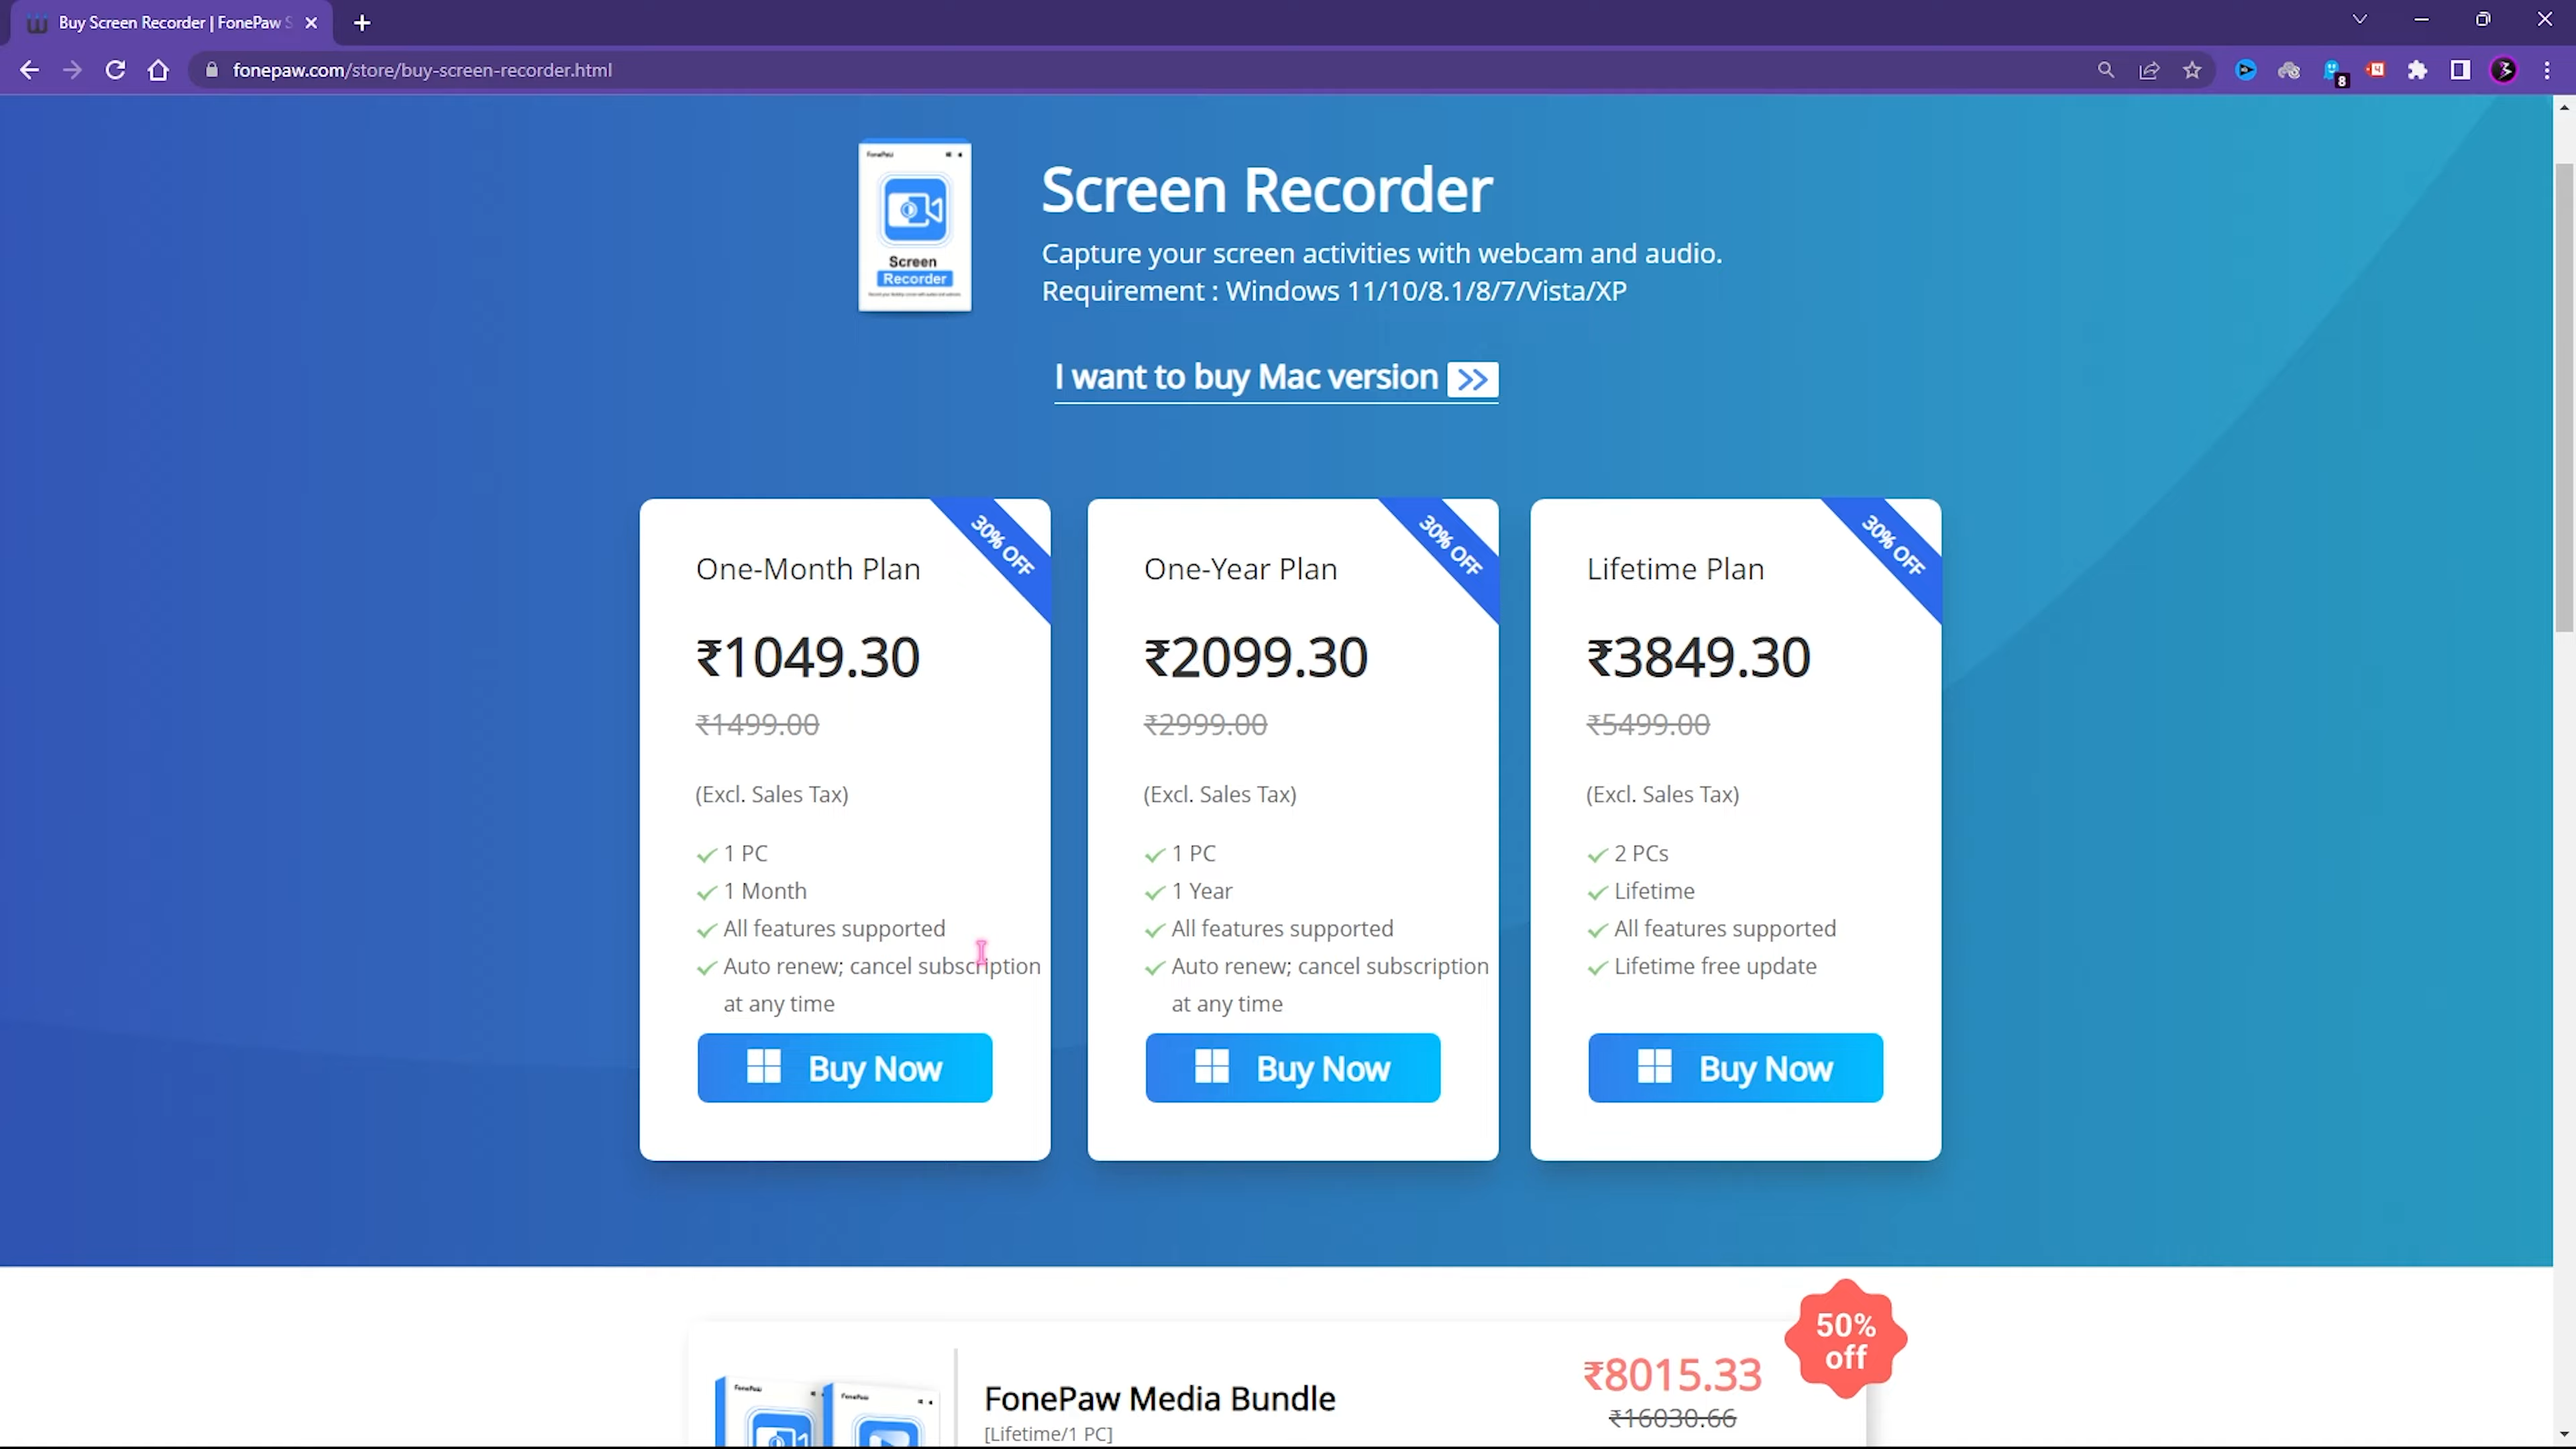 Buy Screen Recorder | FonePaw S
fonepaw.com/store/buy-screen-recorder.html
8
FonePaw
Screen
Recorder
Screen Recorder
Capture your screen activities with webcam and audio.
Requirement : Windows 11/10/8.1/8/7/Vista/XP
I want to buy Mac version >>
30% OFF
One-Month Plan
₹1049.30
₹1499.00
(Excl. Sales Tax)
1 PC
1 Month
All features supported
Auto renew; cancel subscription
at any time
Buy Now
30% OFF
One-Year Plan
₹2099.30
₹2999.00
(Excl. Sales Tax)
1 PC
1 Year
All features supported
Auto renew; cancel subscription
at any time
Buy Now
30% OFF
Lifetime Plan
₹3849.30
₹5499.00
(Excl. Sales Tax)
2 PCs
Lifetime
All features supported
Lifetime free update
Buy Now
50%
off
FonePaw
FonePaw
FonePaw Media Bundle
[Lifetime/1 PC]
₹8015.33
₹16030.66